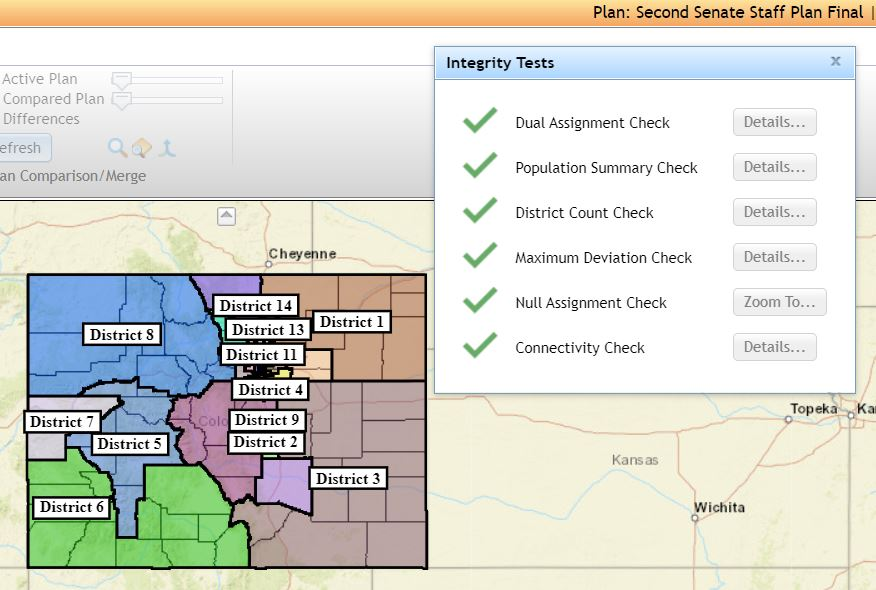 Plan: Second Senate Staff Plan Final |
Integrity Tests
x
Active Plan
Compared Plan
Differences
efresh
an Comparison/Merge
Dual Assignment Check Details...
Population Summary Check Details...
District Count Check Details...
Maximum Deviation Check Details...
Null Assignment Check Zoom To...
Connectivity Check Details...
Cheyenne
District 14
District 1
District 13
District 8
District 11
District 4
District 7
Colo
District 9
District 2
District 5
District 3
District 6
Topeka
Ka
Kansas
Wichita